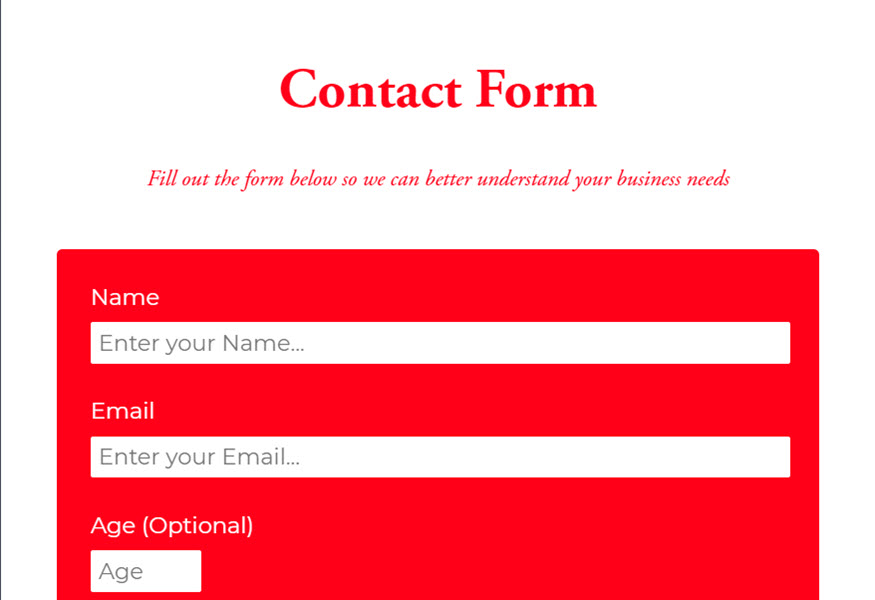 Contact Form
Fill out the form below so we can better understand your business needs
Name
Enter your Name...
Email
Enter your Email...
Age (Optional)
Age